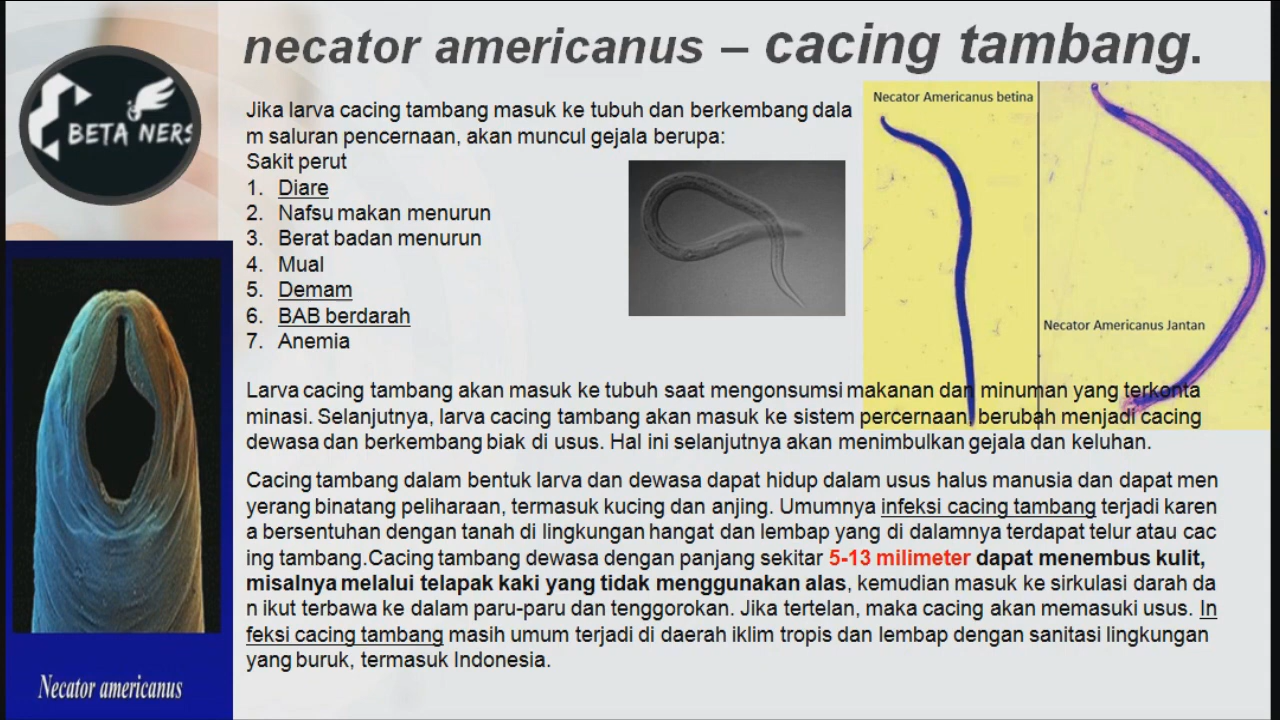 necator americanus – cacing tambang.
BETA NERS
Necator Americanus betina
Jika larva cacing tambang masuk ke tubuh dan berkembang dala
m saluran pencernaan, akan muncul gejala berupa:
Sakit perut
1. Diare
2. Nafsu makan menurun
3. Berat badan menurun
4. Mual
5. Demam
6. BAB berdarah
7. Anemia
Necator Americanus Jantan
Larva cacing tambang akan masuk ke tubuh saat mengonsumsi makanan dan minuman yang terkonta
minasi. Selanjutnya, larva cacing tambang akan masuk ke sistem percernaan, berubah menjadi cacing
dewasa dan berkembang biak di usus. Hal ini selanjutnya akan menimbulkan gejala dan keluhan.
Cacing tambang dalam bentuk larva dan dewasa dapat hidup dalam usus halus manusia dan dapat men
yerang binatang peliharaan, termasuk kucing dan anjing. Umumnya infeksi cacing tambang terjadi karen
a bersentuhan dengan tanah di lingkungan hangat dan lembap yang di dalamnya terdapat telur atau cac
ing tambang.Cacing tambang dewasa dengan panjang sekitar 5-13 milimeter dapat menembus kulit,
misalnya melalui telapak kaki yang tidak menggunakan alas, kemudian masuk ke sirkulasi darah da
n ikut terbawa ke dalam paru-paru dan tenggorokan. Jika tertelan, maka cacing akan memasuki usus. In
feksi cacing tambang masih umum terjadi di daerah iklim tropis dan lembap dengan sanitasi lingkungan
yang buruk, termasuk Indonesia.
Necator americanus